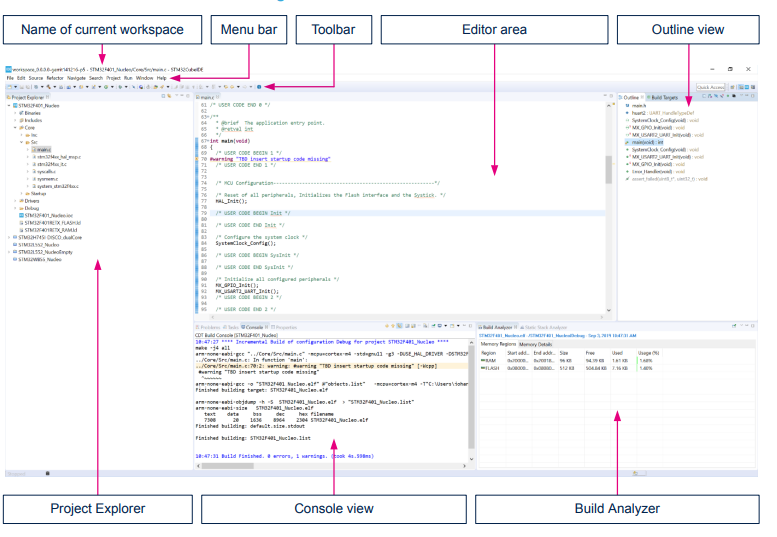 Name of current workspace
Menu bar
Toolbar
Editor area
Outline view
workspace_0.0.0.6-gsmt141216-p5 - STM32F401_Nucleo/Core/Src/main.c - STM32CubeIDE
File Edit Source Refactor Navigate Search Project Run Window Help
Quick Access
Project Explorer
STM32F401_Nucleo
Binaries
Includes
Core
Inc
Src
main.c
stm32f4xx_hal_msp.c
stm32f4xx_it.c
syscalls.c
sysmem.c
system_stm32f4xx.c
Startup
Drivers
Debug
STM32F401_Nucleo.ioc
STM32F401RETX_FLASH.ld
STM32F401RETX_RAM.ld
STM32H745I-DISCO_dualCore
STM32L552_Nucleo
STM32L552_NucleoEmpty
STM32WB55_Nucleo
main.c
61 /* USER CODE END 0 */
62
63 /**
64 * @brief The application entry point.
65 * @retval int
66 */
67 int main(void)
68 {
69 /* USER CODE BEGIN 1 */
70 #warning "TBD insert startup code missing"
71 /* USER CODE END 1 */
72
73
74 /* MCU Configuration--------------------------------------------------------*/
75
76 /* Reset of all peripherals, Initializes the Flash interface and the Systick. */
77 HAL_Init();
78
79 /* USER CODE BEGIN Init */
80
81 /* USER CODE END Init */
82
83 /* Configure the system clock */
84 SystemClock_Config();
85
86 /* USER CODE BEGIN SysInit */
87
88 /* USER CODE END SysInit */
89
90 /* Initialize all configured peripherals */
91 MX_GPIO_Init();
92 MX_USART2_UART_Init();
93 /* USER CODE BEGIN 2 */
94
95 /* USER CODE END 2 */
Outline Build Targets
main.h
huart2 : UART_HandleTypeDef
SystemClock_Config(void) : void
MX_GPIO_Init(void) : void
MX_USART2_UART_Init(void) : void
main(void) : int
SystemClock_Config(void) : void
MX_USART2_UART_Init(void) : void
MX_GPIO_Init(void) : void
Error_Handler(void) : void
assert_failed(uint8_t*, uint32_t) : void
Problems Tasks Console Properties
CDT Build Console [STM32F401_Nucleo]
10:47:27 **** Incremental Build of configuration Debug for project STM32F401_Nucleo ****
make -j4 all
arm-none-eabi-gcc "../Core/Src/main.c" -mcpu=cortex-m4 -std=gnu11 -g3 -DUSE_HAL_DRIVER -DSTM32F
../Core/Src/main.c: In function 'main':
../Core/Src/main.c:70:2: warning: #warning "TBD insert startup code missing" [-Wcpp]
#warning "TBD insert startup code missing"
^~~~~~~
arm-none-eabi-gcc -o "STM32F401_Nucleo.elf" @"objects.list" -mcpu=cortex-m4 -T"C:\Users\johan
Finished building target: STM32F401_Nucleo.elf
arm-none-eabi-objdump -h -S STM32F401_Nucleo.elf > "STM32F401_Nucleo.list"
arm-none-eabi-size STM32F401_Nucleo.elf
text data bss dec hex filename
7308 20 1636 8964 2304 STM32F401_Nucleo.elf
Finished building: default.size.stdout
Finished building: STM32F401_Nucleo.list
10:47:31 Build Finished. 0 errors, 1 warnings. (took 4s.598ms)
Build Analyzer Static Stack Analyzer
STM32F401_Nucleo.elf - /STM32F401_Nucleo/Debug - Sep 3, 2019 10:47:31 AM
Memory Regions Memory Details
Region Start add... End addr... Size Free Used Usage (%)
RAM 0x20000... 0x20018... 96 KB 94.39 KB 1.61 KB 1.68%
FLASH 0x08000... 0x08080... 512 KB 504.84 KB 7.16 KB 1.40%
Project Explorer
Console view
Build Analyzer